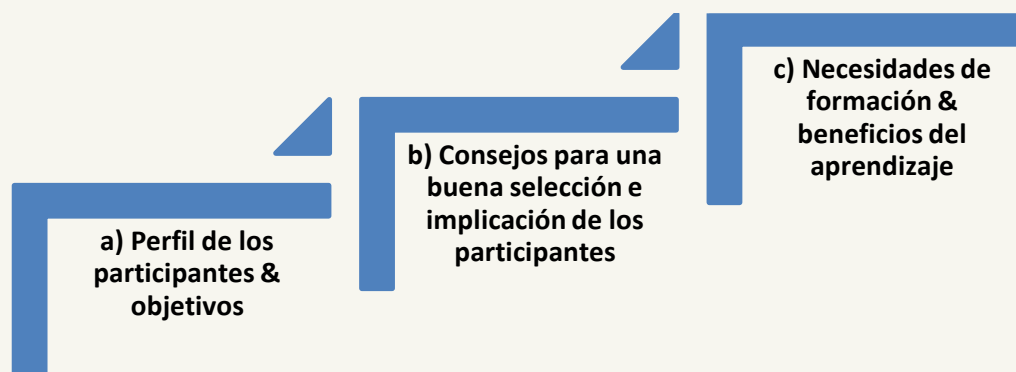 a) Perfil de los
participantes &
objetivos
b) Consejos para una
buena selección e
implicación de los
participantes
c) Necesidades de
formación &
beneficios del
aprendizaje